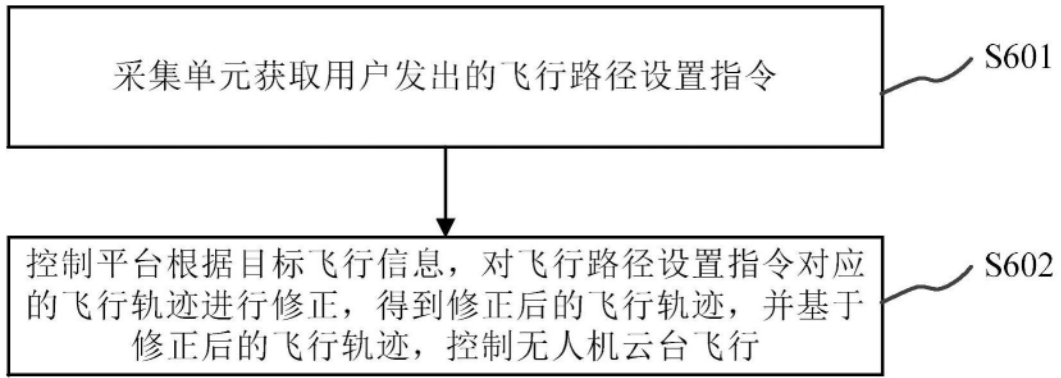 采集单元获取用户发出的飞行路径设置指令
S601
控制平台根据目标飞行信息，对飞行路径设置指令对应
的飞行轨迹进行修正，得到修正后的飞行轨迹，并基于
修正后的飞行轨迹，控制无人机云台飞行
S602